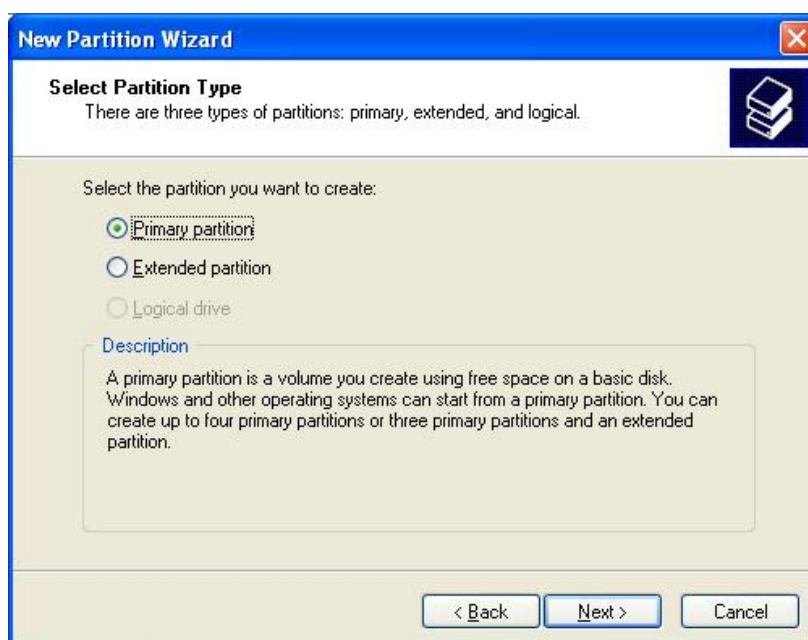 New Partition Wizard
Select Partition Type
There are three types of partitions: primary, extended, and logical.
Select the partition you want to create:
Primary partition
Extended partition
Logical drive
Description
A primary partition is a volume you create using free space on a basic disk.
Windows and other operating systems can start from a primary partition. You can
create up to four primary partitions or three primary partitions and an extended
partition.
< Back
Next >
Cancel